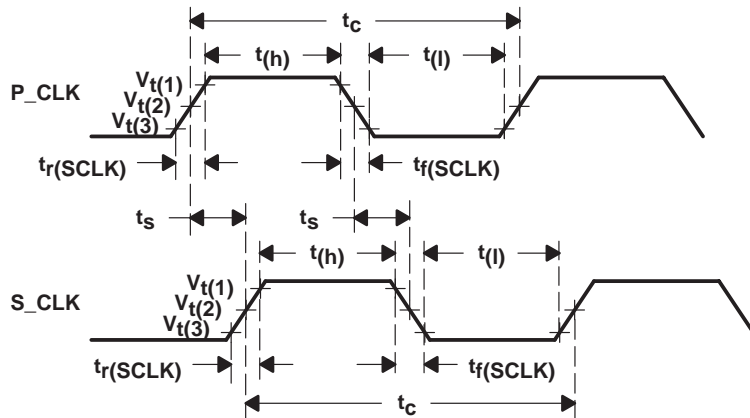 tc
t(h)
t(l)
P_CLK
Vt(1)
Vt(2)
Vt(3)
tr(SCLK)
tf(SCLK)
ts
ts
t(h)
t(l)
S_CLK
Vt(1)
Vt(2)
Vt(3)
tr(SCLK)
tf(SCLK)
tc